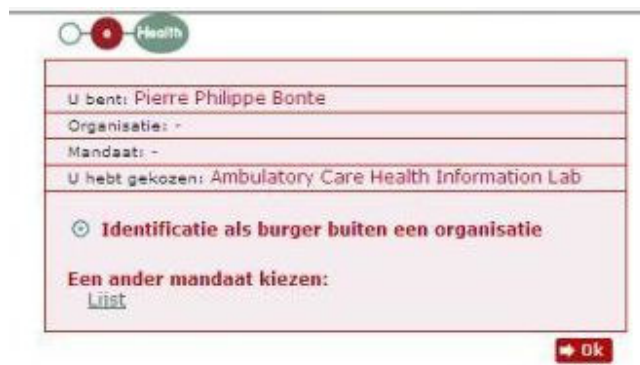 e Health
U bent: Pierre Philippe Bonte
Organisatie: -
Mandaat: -
U hebt gekozen: Ambulatory Care Health Information Lab
Identificatie als burger buiten een organisatie
Een ander mandaat kiezen:
Lijst
Ok